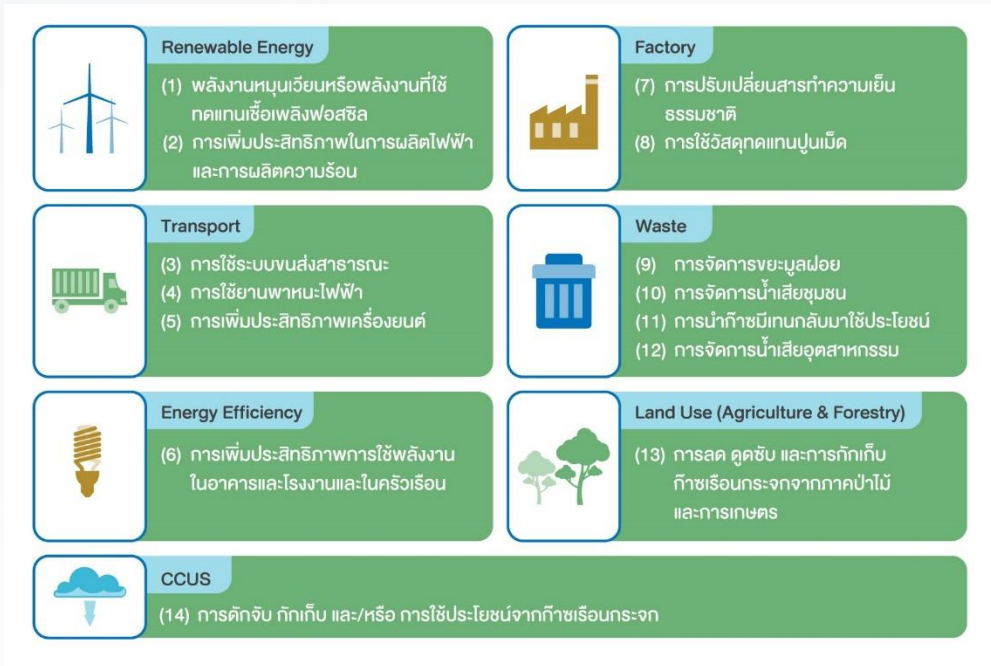 Renewable Energy
(1) พลังงานหมุนเวียนหรือพลังงานที่ใช้
ทดแทนเชื้อเพลิงฟอสซิล
(2) การเพิ่มประสิทธิภาพในการผลิตไฟฟ้า
และการผลิตความร้อน
Factory
(7) การปรับเปลี่ยนสารทำความเย็น
ธรรมชาติ
(8) การใช้วัสดุทดแทนปูนเม็ด
Transport
(3) การใช้ระบบขนส่งสาธารณะ
(4) การใช้ยานพาหนะไฟฟ้า
(5) การเพิ่มประสิทธิภาพเครื่องยนต์
Waste
(9) การจัดการขยะมูลฝอย
(10) การจัดการน้ำเสียชุมชน
(11) การนำก๊าซมีเทนกลับมาใช้ประโยชน์
(12) การจัดการน้ำเสียอุตสาหกรรม
Energy Efficiency
(6) การเพิ่มประสิทธิภาพการใช้พลังงาน
ในอาคารและโรงงานและในครัวเรือน
Land Use (Agriculture & Forestry)
(13) การลด ดูดซับ และการกักเก็บ
ก๊าซเรือนกระจกจากภาคป่าไม้
และการเกษตร
CCUS
(14) การดักจับ กักเก็บ และ/หรือ การใช้ประโยชน์จากก๊าซเรือนกระจก